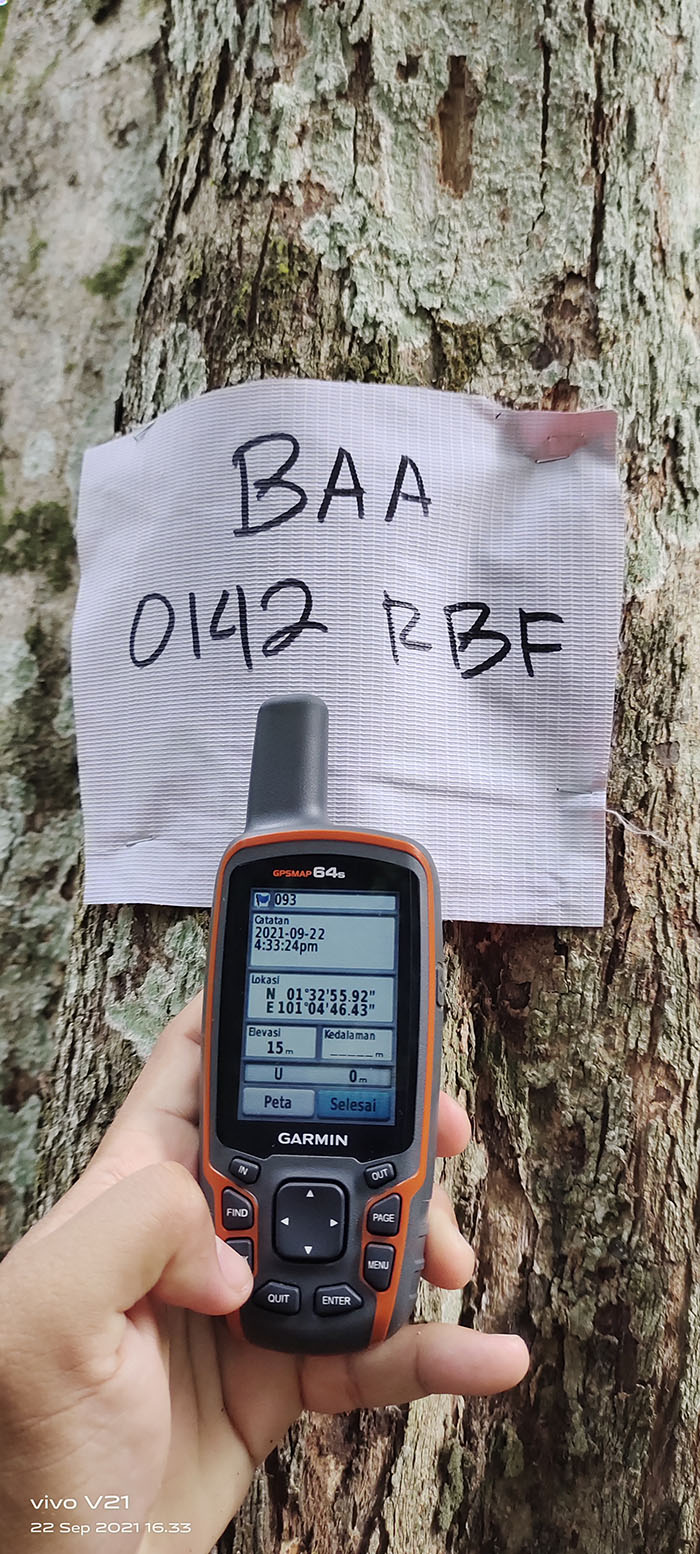 BAA
0142 RBF
GPSMAP 64s
093
Catatan
2021-09-22
4:33:24pm
Lokasi
N 01°32'55.92"
E 101°04'46.43"
Elevasi Kedalaman
15 m _____ m
U 0 m
Peta Selesai
GARMIN
IN OUT
FIND PAGE
MENU
QUIT ENTER
vivo V21
22 Sep 2021 16.33